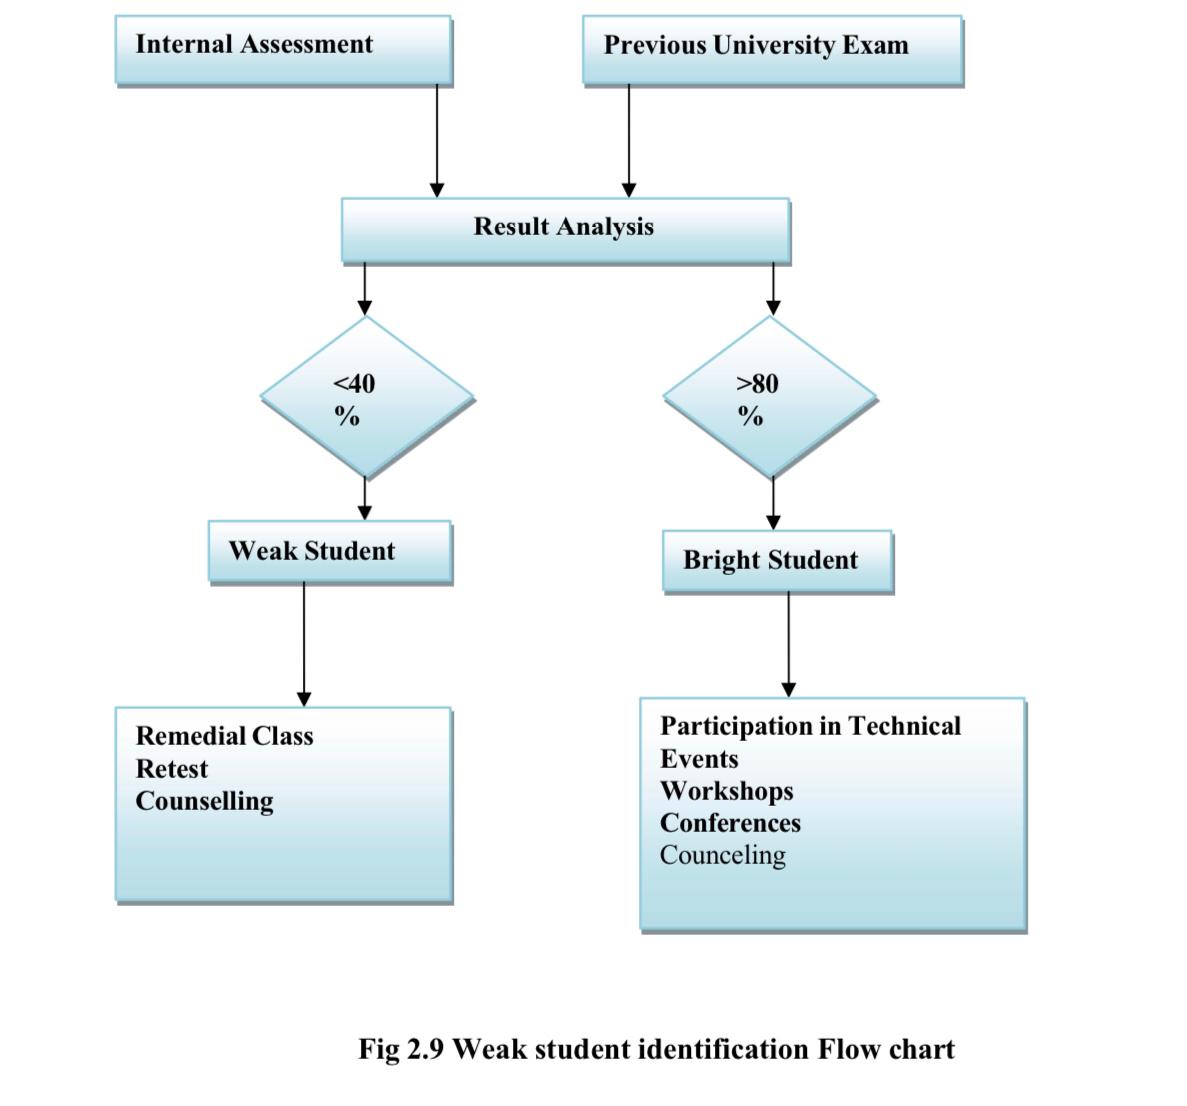 Internal Assessment
Previous University Exam
Result Analysis
<40
%
>80
%
Weak Student
Bright Student
Remedial Class
Retest
Counselling
Participation in Technical
Events
Workshops
Conferences
Counceling
Fig 2.9 Weak student identification Flow chart